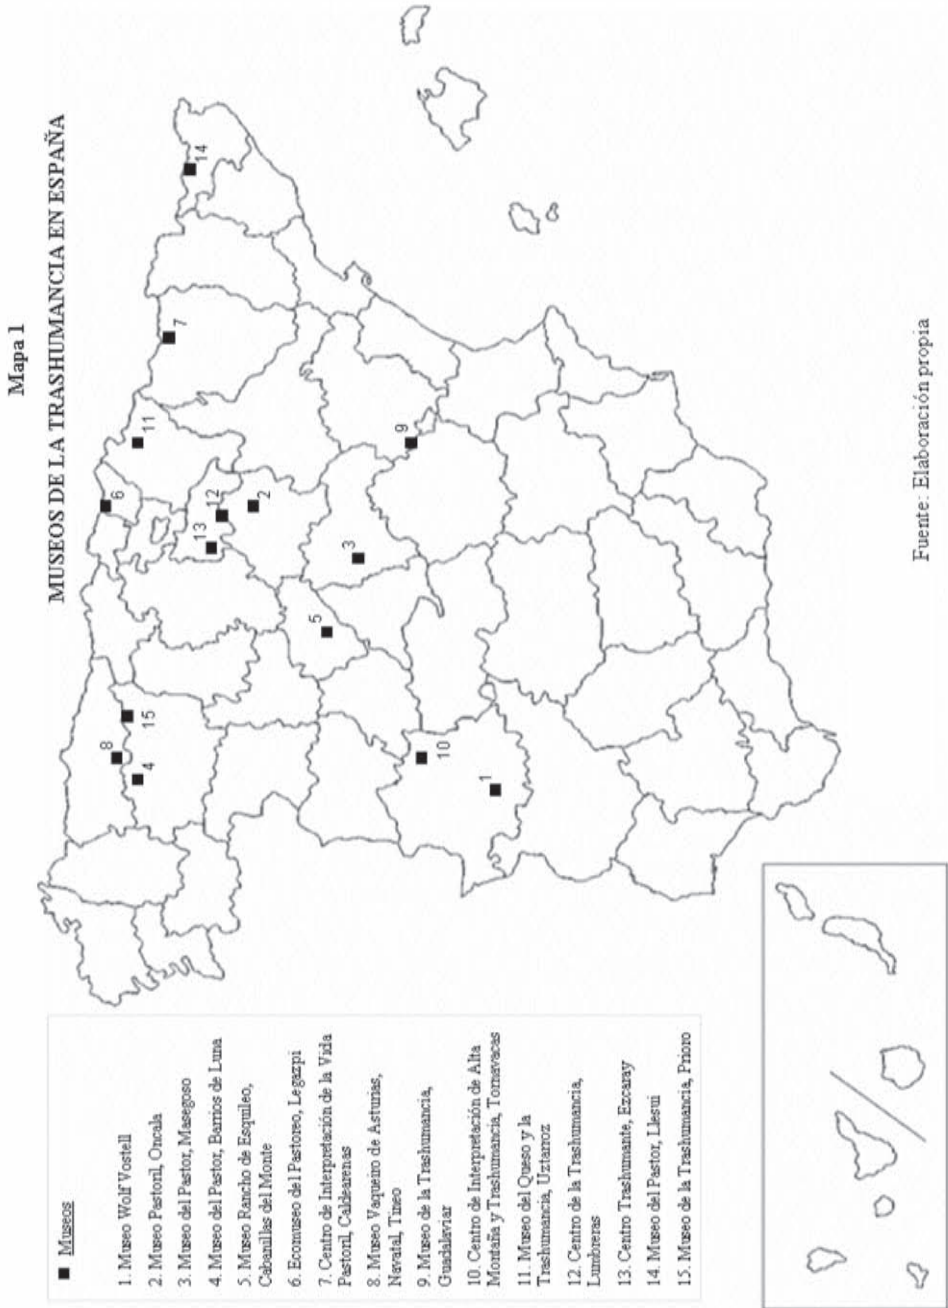 Mapa 1
MUSEOS DE LA TRASHUMANCIA EN ESPAÑA
Museos
1. Museo Wolf Vostell
2. Museo Pastoril, Oncala
3. Museo del Pastor, Masegoso
4. Museo del Pastor, Barrios de Luna
5. Museo Rancho de Esquileo,
Cabanillas del Monte
6. Ecomuseo del Pastoreo, Legazpi
7. Centro de Interpretación de la Vida
Pastoril, Caldearenas
8. Museo Vaqueiro de Asturias,
Navatal, Tineo
9. Museo de la Trashumancia,
Guadalaviar
10. Centro de Interpretación de Alta
Montaña y Trashumancia, Tornavacas
11. Museo del Queso y la
Trashumancia, Uztarroz
12. Centro de la Trashumancia,
Lumbreras
13. Centro Trashumante, Ezcaray
14. Museo del Pastor, Llesui
15. Museo de la Trashumancia, Prioro
8
4
15
6
11
13
12
2
7
14
5
3
9
10
1
Fuente: Elaboración propia